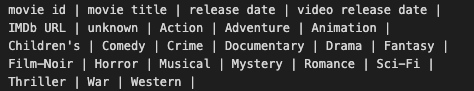 movie id | movie title | release date | video release date |
IMDb URL | unknown | Action | Adventure | Animation |
Children's | Comedy | Crime | Documentary | Drama | Fantasy |
Film-Noir | Horror | Musical | Mystery | Romance | Sci-Fi |
Thriller | War | Western |